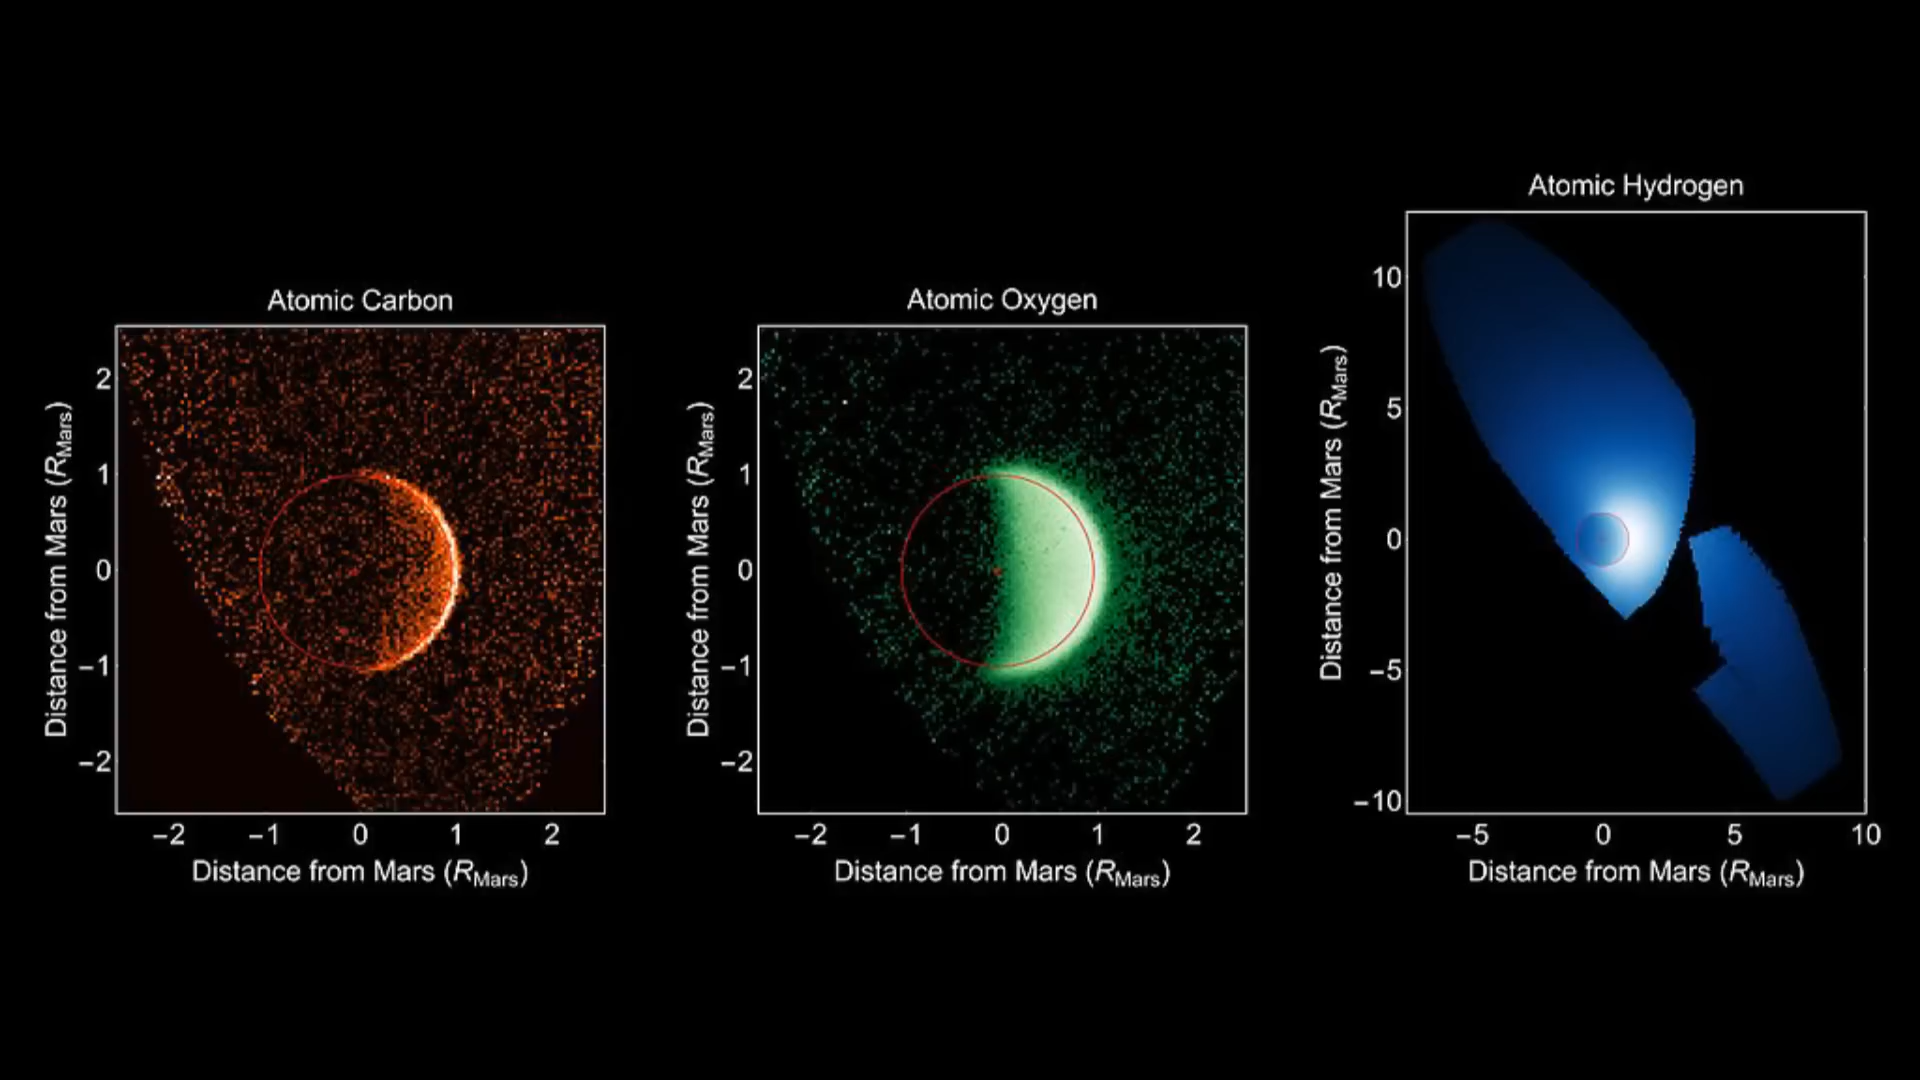 Atomic Carbon
2
1
0
−1
−2
−2 −1 0 1 2
Distance from Mars (RMars)
Distance from Mars (RMars)
Atomic Oxygen
2
1
0
−1
−2
−2 −1 0 1 2
Distance from Mars (RMars)
Distance from Mars (RMars)
Atomic Hydrogen
10
5
0
−5
−10
−5 0 5 10
Distance from Mars (RMars)
Distance from Mars (RMars)